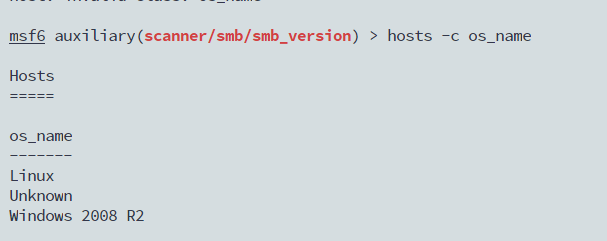 msf6 auxiliary(scanner/smb/smb_version) > hosts -c os_name
Hosts
=====
os_name
-------
Linux
Unknown
Windows 2008 R2